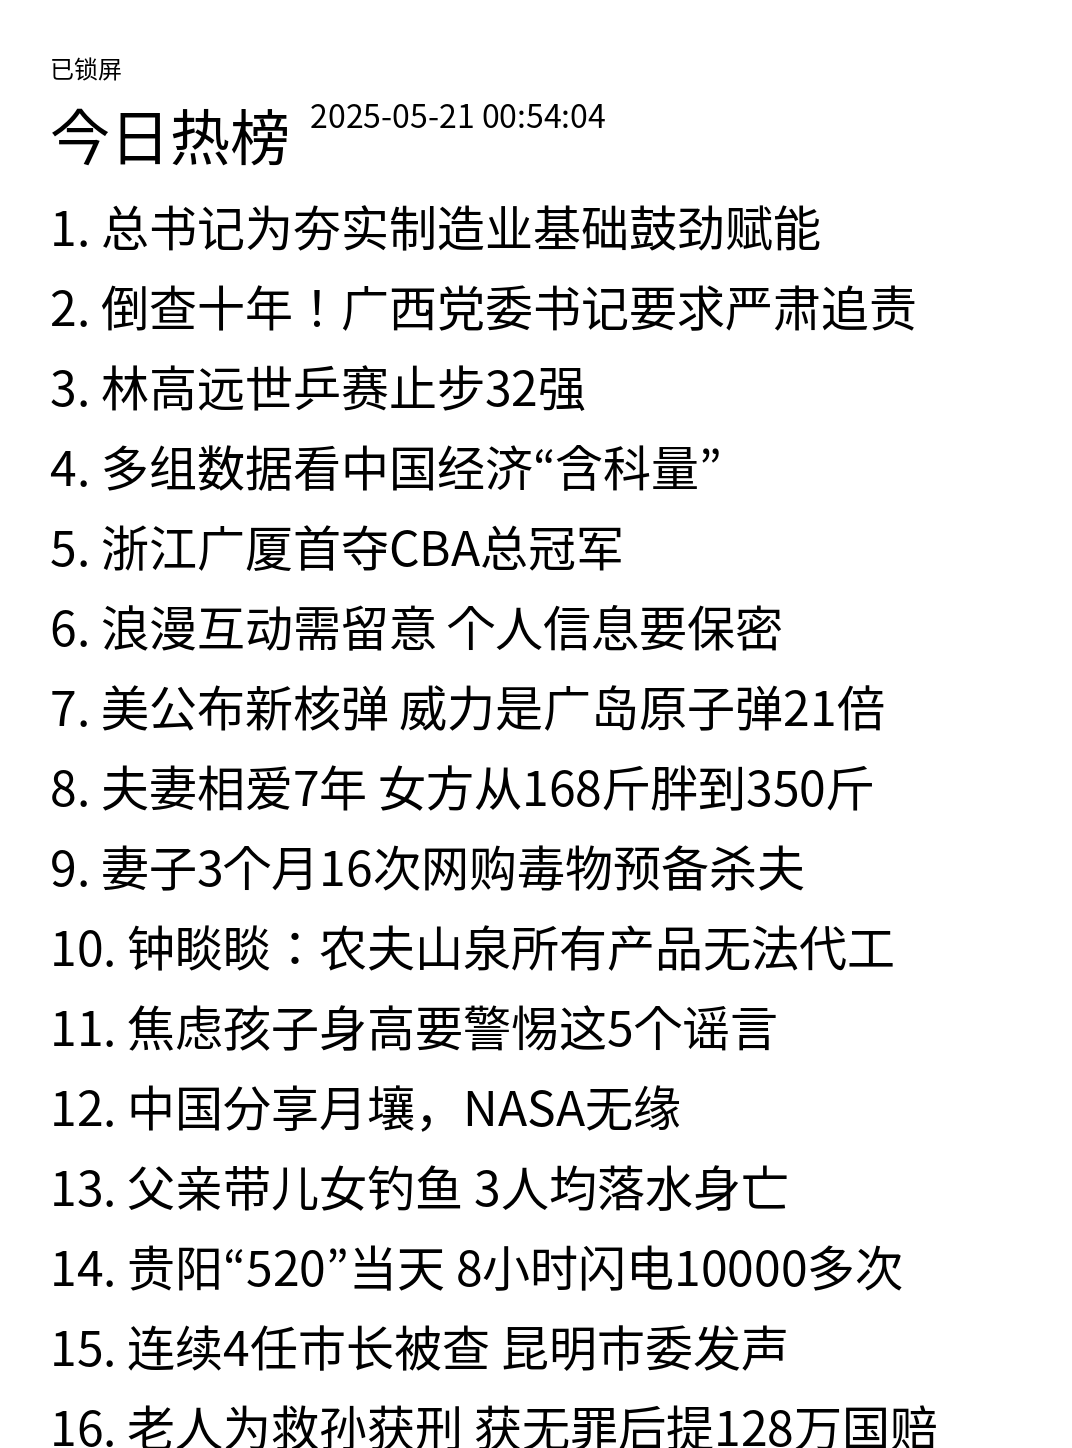 已锁屏
今日热榜 2025-05-21 00:54:04
1. 总书记为夯实制造业基础鼓劲赋能
2. 倒查十年！广西党委书记要求严肃追责
3. 林高远世乒赛止步32强
4. 多组数据看中国经济“含科量”
5. 浙江广厦首夺CBA总冠军
6. 浪漫互动需留意 个人信息要保密
7. 美公布新核弹 威力是广岛原子弹21倍
8. 夫妻相爱7年 女方从168斤胖到350斤
9. 妻子3个月16次网购毒物预备杀夫
10. 钟睒睒：农夫山泉所有产品无法代工
11. 焦虑孩子身高要警惕这5个谣言
12. 中国分享月壤，NASA无缘
13. 父亲带儿女钓鱼 3人均落水身亡
14. 贵阳“520”当天 8小时闪电10000多次
15. 连续4任市长被查 昆明市委发声
16. 老人为救孙获刑 获无罪后提128万国赔